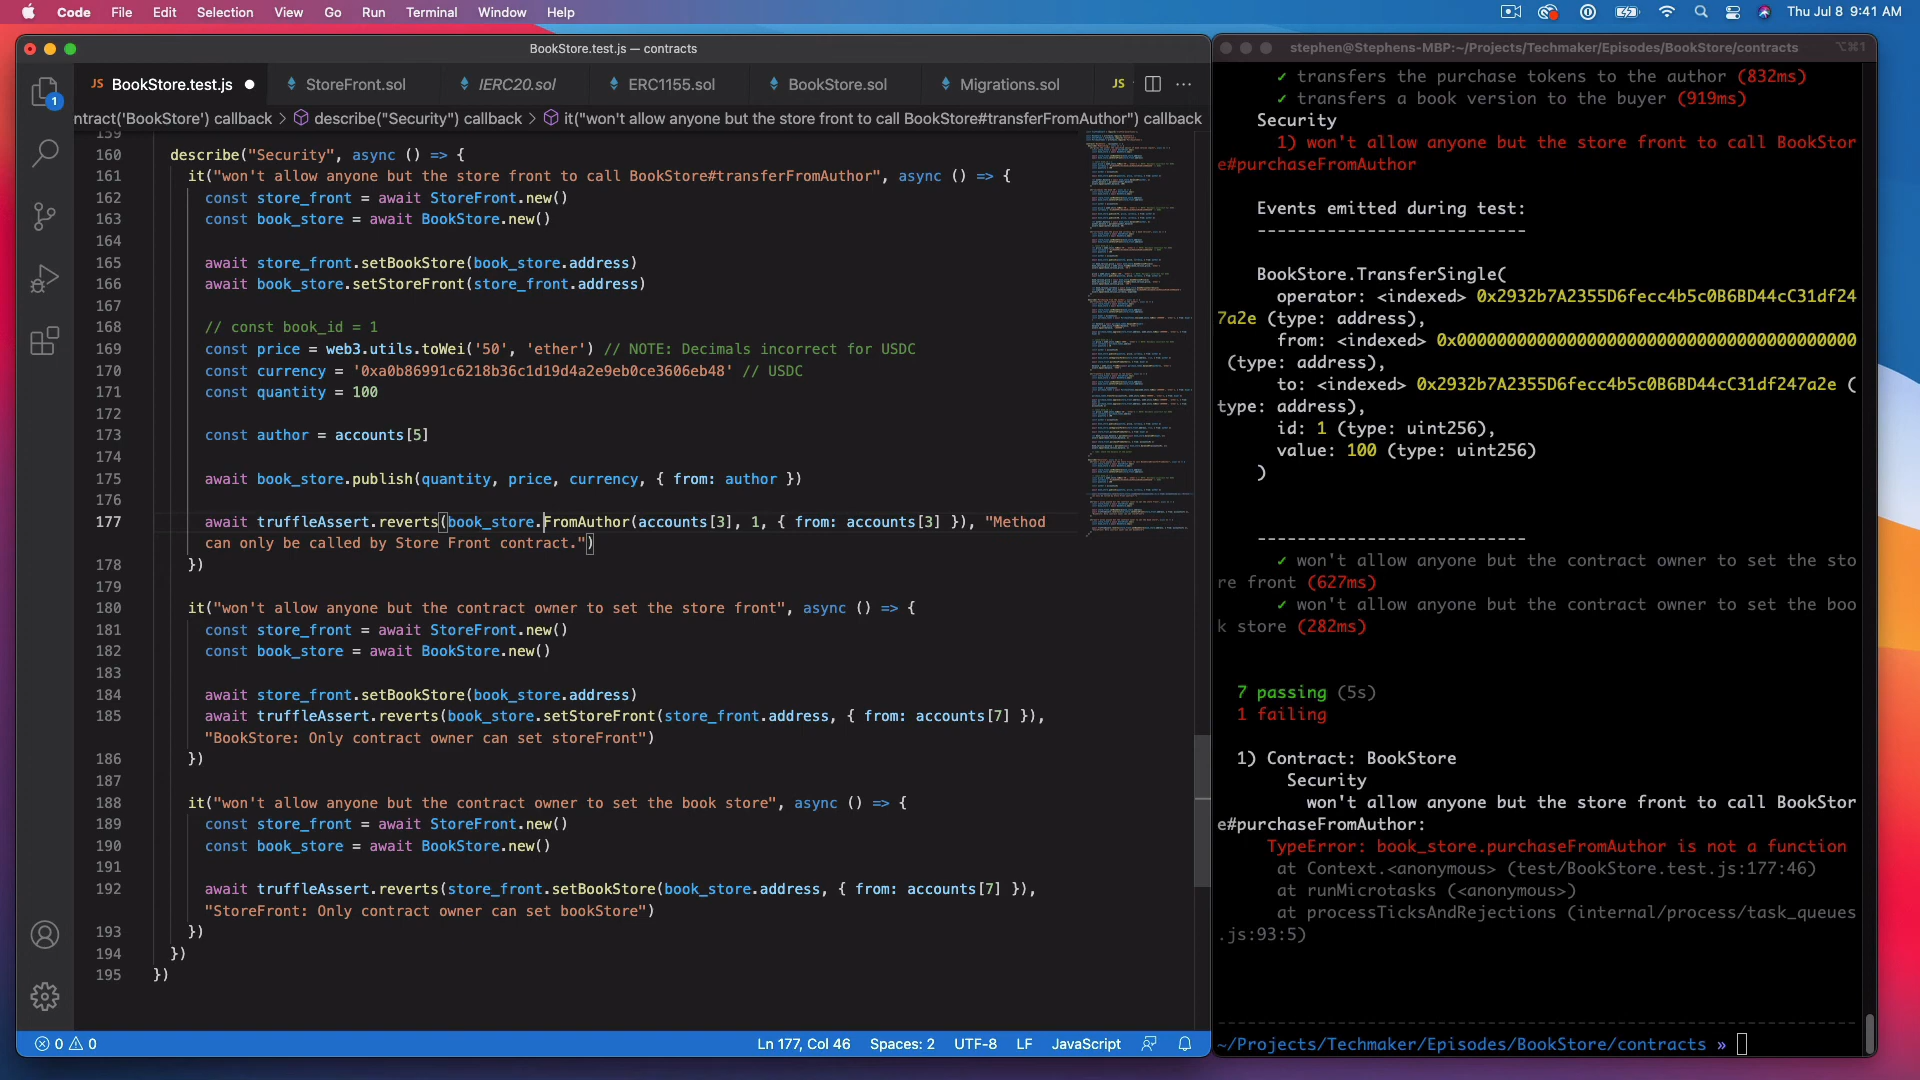 Code File Edit Selection View Go Run Terminal Window Help Thu Jul 8 9:41 AM
BookStore.test.js — contracts
JS BookStore.test.js StoreFront.sol IERC20.sol ERC1155.sol BookStore.sol Migrations.sol JS
ntract('BookStore') callback > describe("Security") callback > it("won't allow anyone but the store front to call BookStore#transferFromAuthor") callback
159
160 describe("Security", async () => {
161 it("won't allow anyone but the store front to call BookStore#transferFromAuthor", async () => {
162 const store_front = await StoreFront.new()
163 const book_store = await BookStore.new()
164
165 await store_front.setBookStore(book_store.address)
166 await book_store.setStoreFront(store_front.address)
167
168 // const book_id = 1
169 const price = web3.utils.toWei('50', 'ether') // NOTE: Decimals incorrect for USDC
170 const currency = '0xa0b86991c6218b36c1d19d4a2e9eb0ce3606eb48' // USDC
171 const quantity = 100
172
173 const author = accounts[5]
174
175 await book_store.publish(quantity, price, currency, { from: author })
176
177 await truffleAssert.reverts(book_store.FromAuthor(accounts[3], 1, { from: accounts[3] }), "Method
can only be called by Store Front contract.")
178 })
179
180 it("won't allow anyone but the contract owner to set the store front", async () => {
181 const store_front = await StoreFront.new()
182 const book_store = await BookStore.new()
183
184 await store_front.setBookStore(book_store.address)
185 await truffleAssert.reverts(book_store.setStoreFront(store_front.address, { from: accounts[7] }),
"BookStore: Only contract owner can set storeFront")
186 })
187
188 it("won't allow anyone but the contract owner to set the book store", async () => {
189 const store_front = await StoreFront.new()
190 const book_store = await BookStore.new()
191
192 await truffleAssert.reverts(store_front.setBookStore(book_store.address, { from: accounts[7] }),
"StoreFront: Only contract owner can set bookStore")
193 })
194 })
195 })
1
0 0 Ln 177, Col 46 Spaces: 2 UTF-8 LF JavaScript
stephen@Stephens-MBP:~/Projects/Techmaker/Episodes/BookStore/contracts ⌥⌘1
✓ transfers the purchase tokens to the author (832ms)
✓ transfers a book version to the buyer (919ms)
Security
1) won't allow anyone but the store front to call BookStor
e#purchaseFromAuthor
Events emitted during test:
---------------------------
BookStore.TransferSingle(
operator: <indexed> 0x2932b7A2355D6fecc4b5c0B6BD44cC31df24
7a2e (type: address),
from: <indexed> 0x00000000000000000000000000000000000000000
(type: address),
to: <indexed> 0x2932b7A2355D6fecc4b5c0B6BD44cC31df247a2e (
type: address),
id: 1 (type: uint256),
value: 100 (type: uint256)
)
---------------------------
✓ won't allow anyone but the contract owner to set the sto
re front (627ms)
✓ won't allow anyone but the contract owner to set the boo
k store (282ms)
7 passing (5s)
1 failing
1) Contract: BookStore
Security
won't allow anyone but the store front to call BookStor
e#purchaseFromAuthor:
TypeError: book_store.purchaseFromAuthor is not a function
at Context.<anonymous> (test/BookStore.test.js:177:46)
at runMicrotasks (<anonymous>)
at processTicksAndRejections (internal/process/task_queues
.js:93:5)
~/Projects/Techmaker/Episodes/BookStore/contracts »